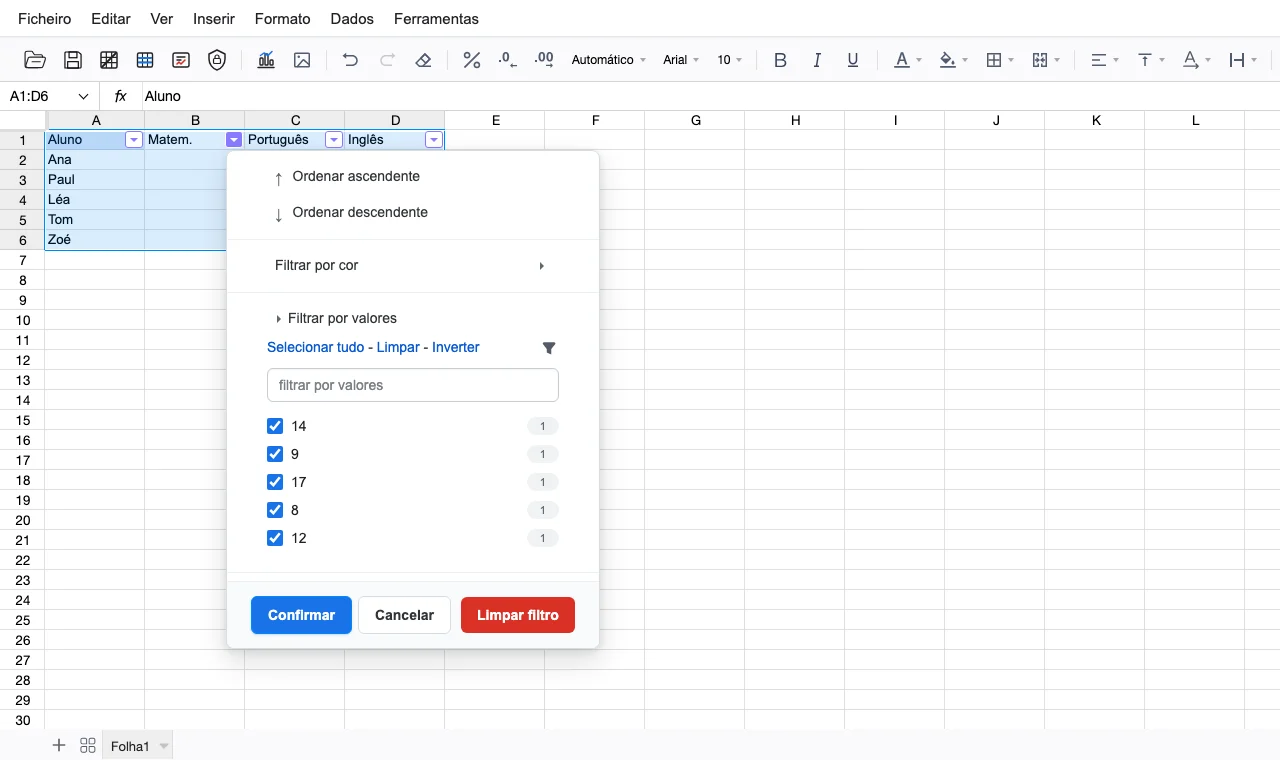 Ficheiro Editar Ver Inserir Formato Dados Ferramentas
% .0 .00 Automático Arial 10 B I U A A
A1:D6 fx Aluno
A B C D E F G H I J K L
1 Aluno Matem. Português Inglês
2 Ana
3 Paul
4 Léa
5 Tom
6 Zoé
7
8
9
10
11
12
13
14
15
16
17
18
19
20
21
22
23
24
25
26
27
28
29
30
↑ Ordenar ascendente
↓ Ordenar descendente
Filtrar por cor
Filtrar por valores
Selecionar tudo - Limpar - Inverter
filtrar por valores
14 1
9 1
17 1
8 1
12 1
Confirmar Cancelar Limpar filtro
Folha1